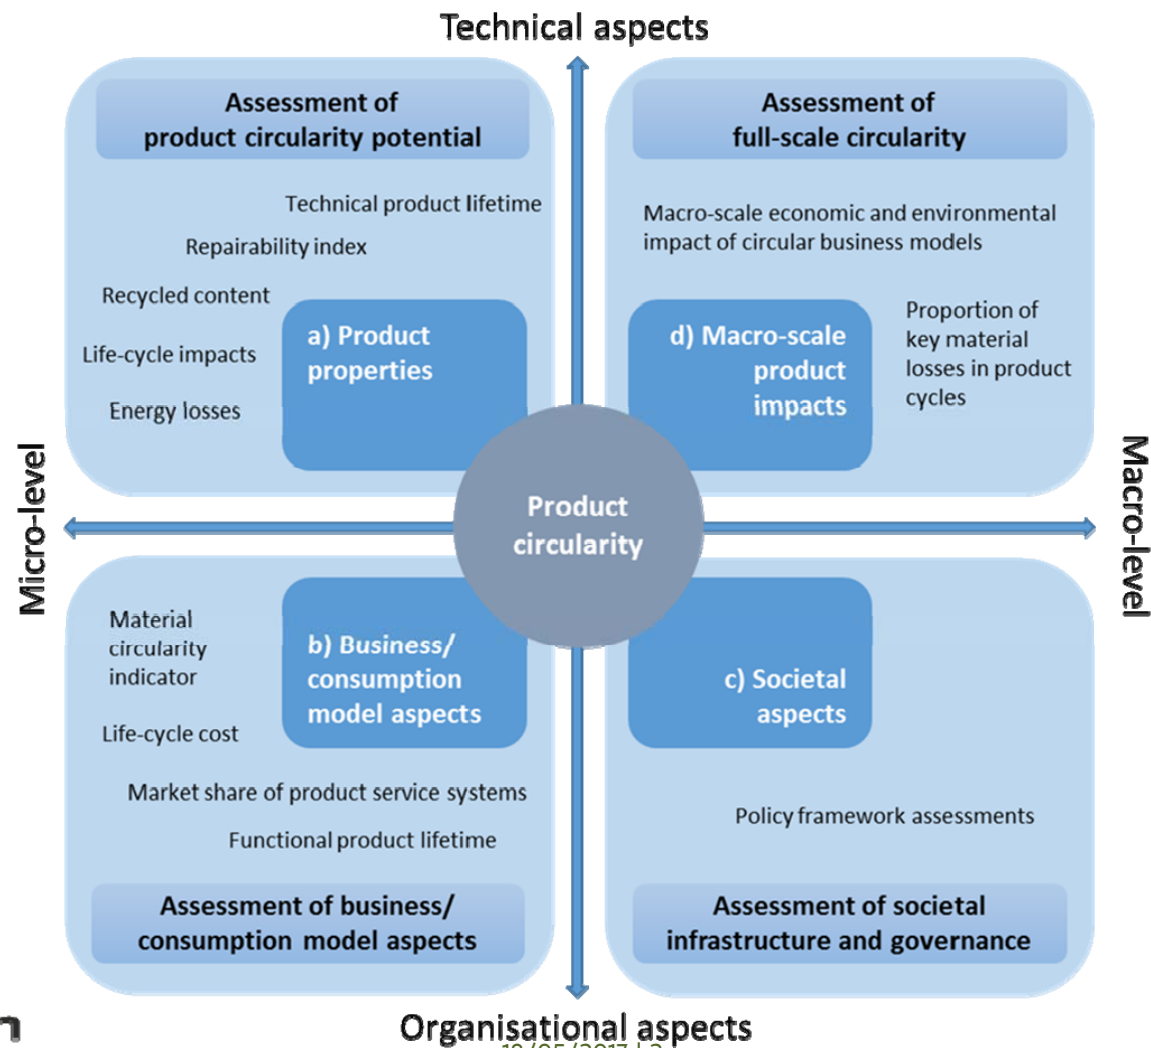 Technical aspects
Assessment of
product circularity potential
Technical product lifetime
Repairability index
Recycled content
Life-cycle impacts
Energy losses
a) Product
properties
Assessment of
full-scale circularity
Macro-scale economic and environmental
impact of circular business models
d) Macro-scale
product
impacts
Proportion of
key material
losses in product
cycles
Micro-level
Product
circularity
Macro-level
Material
circularity
indicator
Life-cycle cost
b) Business/
consumption
model aspects
Market share of product service systems
Functional product lifetime
Assessment of business/
consumption model aspects
c) Societal
aspects
Policy framework assessments
Assessment of societal
infrastructure and governance
Organisational aspects